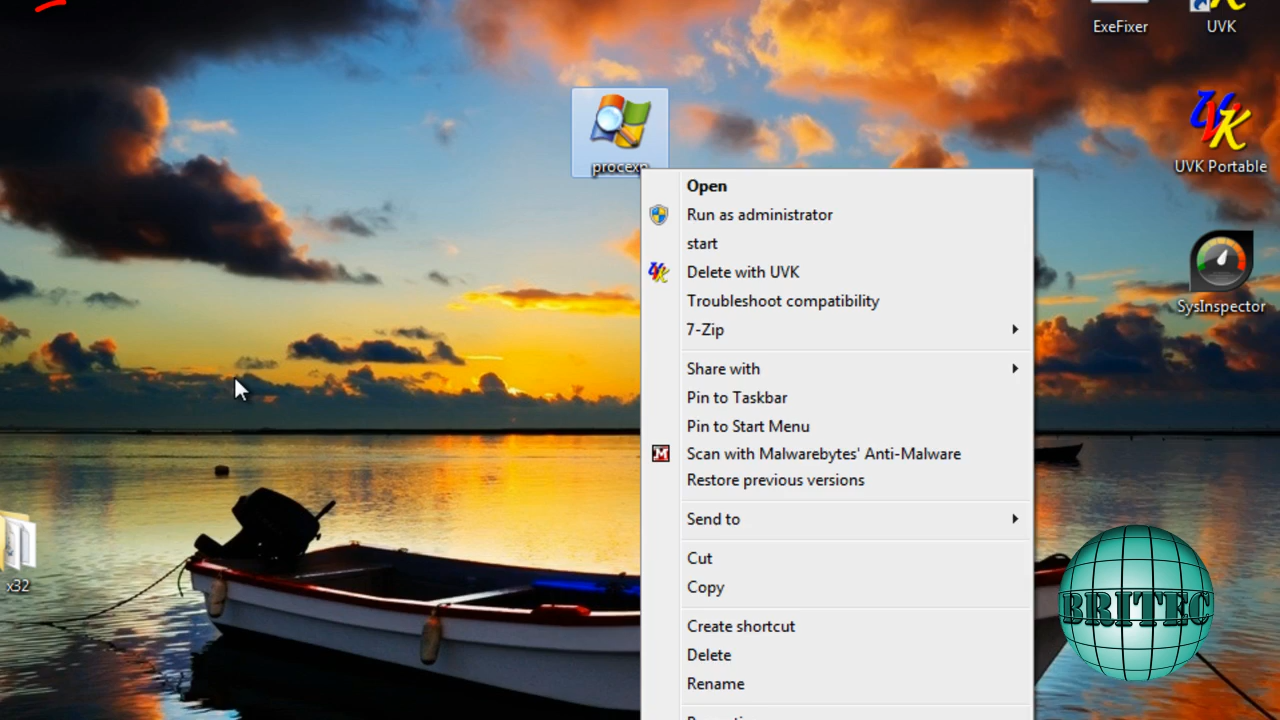 ExeFixer
UVK
procexp
UVK Portable
SysInspector
x32
Open
Run as administrator
start
Delete with UVK
Troubleshoot compatibility
7-Zip
Share with
Pin to Taskbar
Pin to Start Menu
Scan with Malwarebytes' Anti-Malware
Restore previous versions
Send to
Cut
Copy
Create shortcut
Delete
Rename
BRITEC